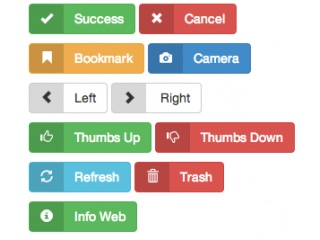 Success Cancel
Bookmark Camera
Left Right
Thumbs Up Thumbs Down
Refresh Trash
Info Web